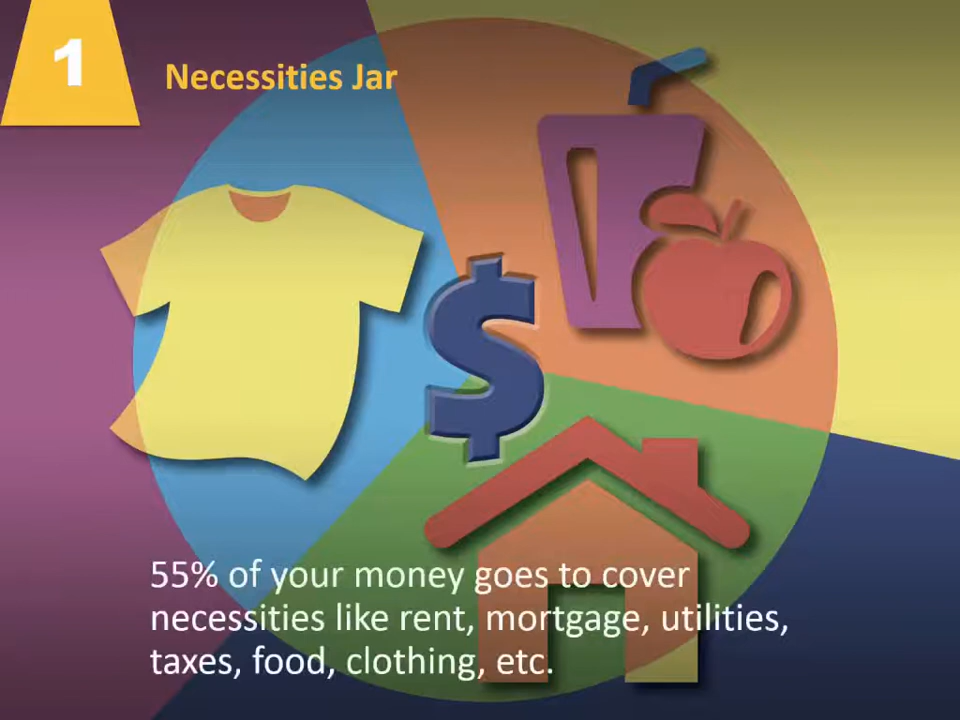 1
Necessities Jar
$
55% of your money goes to cover
necessities like rent, mortgage, utilities,
taxes, food, clothing, etc.